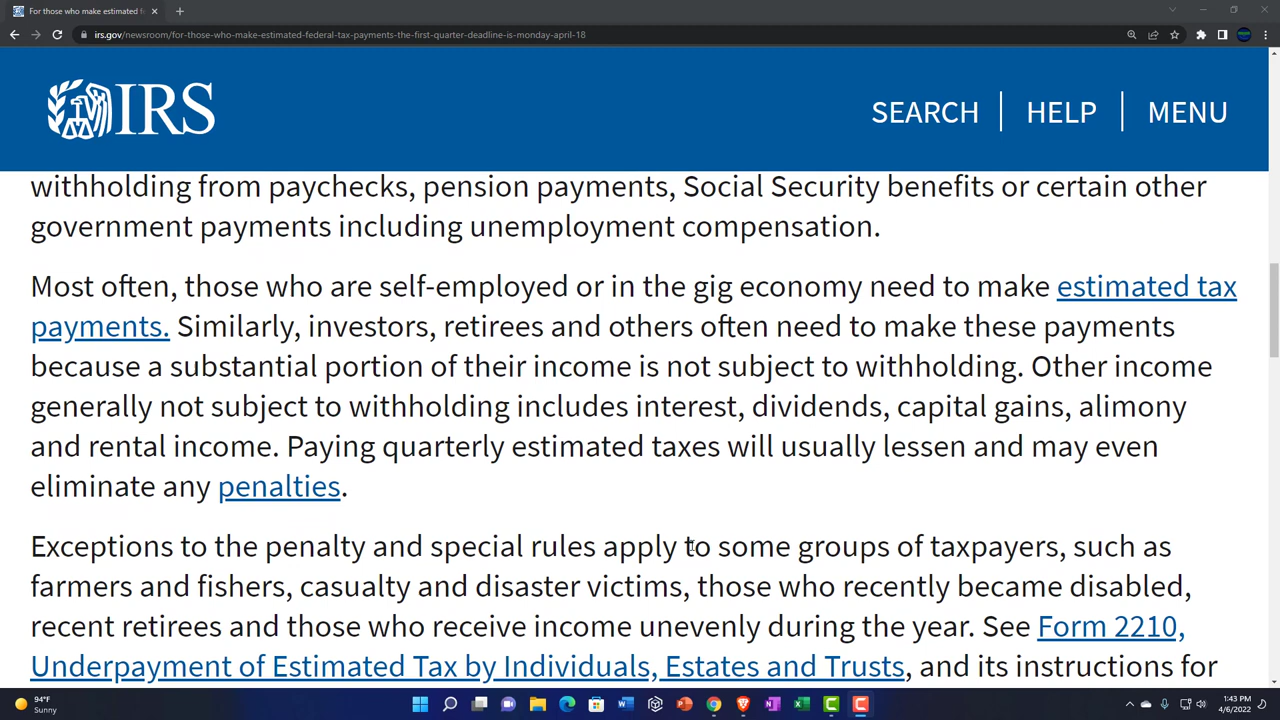 For those who make estimated f
irs.gov/newsroom/for-those-who-make-estimated-federal-tax-payments-the-first-quarter-deadline-is-monday-april-18
IRS
SEARCH
HELP
MENU
withholding from paychecks, pension payments, Social Security benefits or certain other
government payments including unemployment compensation.
Most often, those who are self-employed or in the gig economy need to make estimated tax
payments. Similarly, investors, retirees and others often need to make these payments
because a substantial portion of their income is not subject to withholding. Other income
generally not subject to withholding includes interest, dividends, capital gains, alimony
and rental income. Paying quarterly estimated taxes will usually lessen and may even
eliminate any penalties.
Exceptions to the penalty and special rules apply to some groups of taxpayers, such as
farmers and fishers, casualty and disaster victims, those who recently became disabled,
recent retirees and those who receive income unevenly during the year. See Form 2210,
Underpayment of Estimated Tax by Individuals, Estates and Trusts, and its instructions for
94°F
Sunny
1:43 PM
4/6/2022